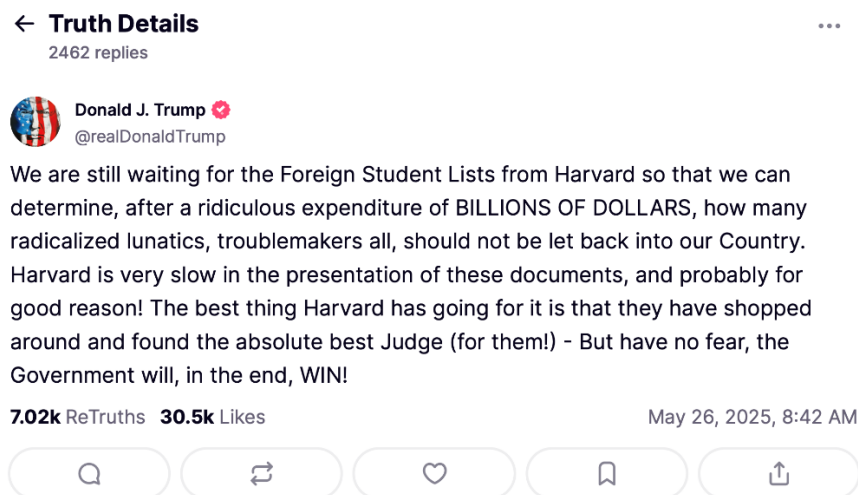 Truth Details
2462 replies
Donald J. Trump
@realDonaldTrump
We are still waiting for the Foreign Student Lists from Harvard so that we can
determine, after a ridiculous expenditure of BILLIONS OF DOLLARS, how many
radicalized lunatics, troublemakers all, should not be let back into our Country.
Harvard is very slow in the presentation of these documents, and probably for
good reason! The best thing Harvard has going for it is that they have shopped
around and found the absolute best Judge (for them!) - But have no fear, the
Government will, in the end, WIN!
7.02k ReTruths 30.5k Likes May 26, 2025, 8:42 AM